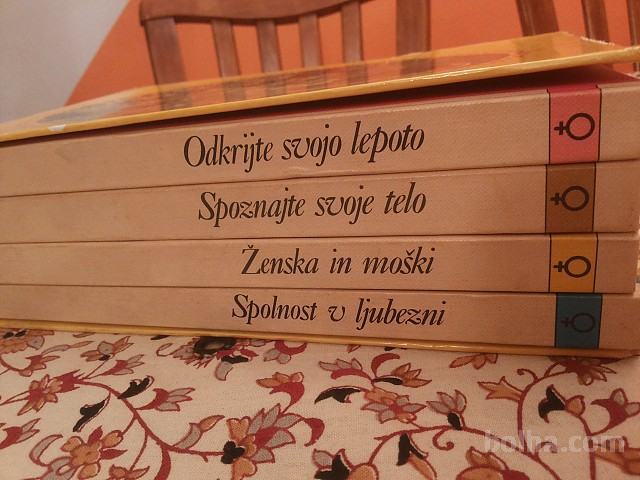 Odkrijte svojo lepoto
Spoznajte svoje telo
Ženska in moški
Spolnost v ljubezni
bolha.com